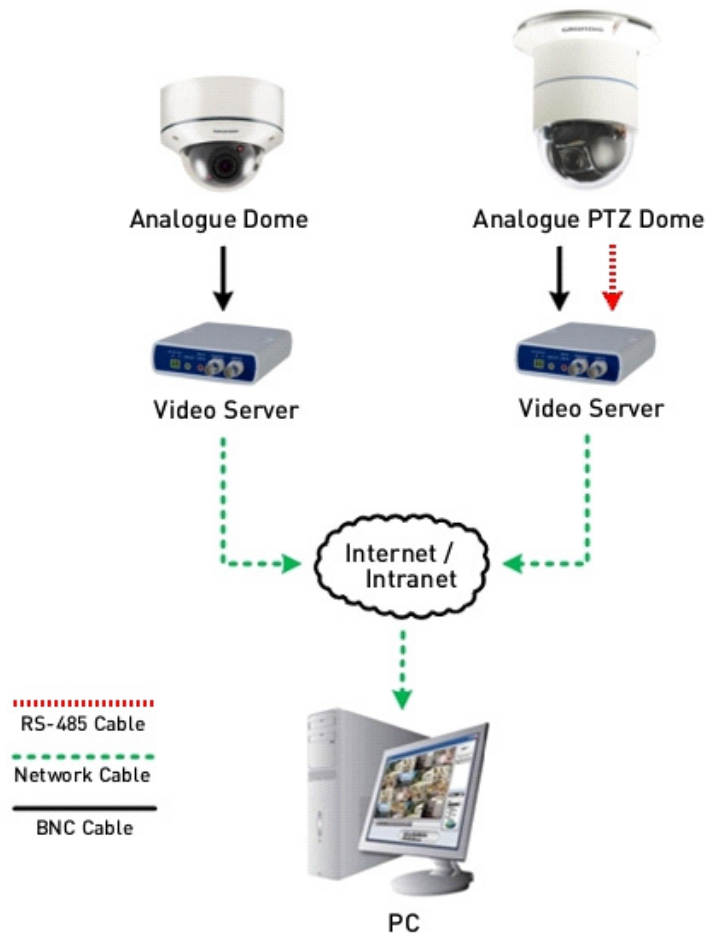 GRUNDIG
Analogue Dome
Analogue PTZ Dome
Video Server
Video Server
Internet /
Intranet
RS-485 Cable
Network Cable
BNC Cable
PC